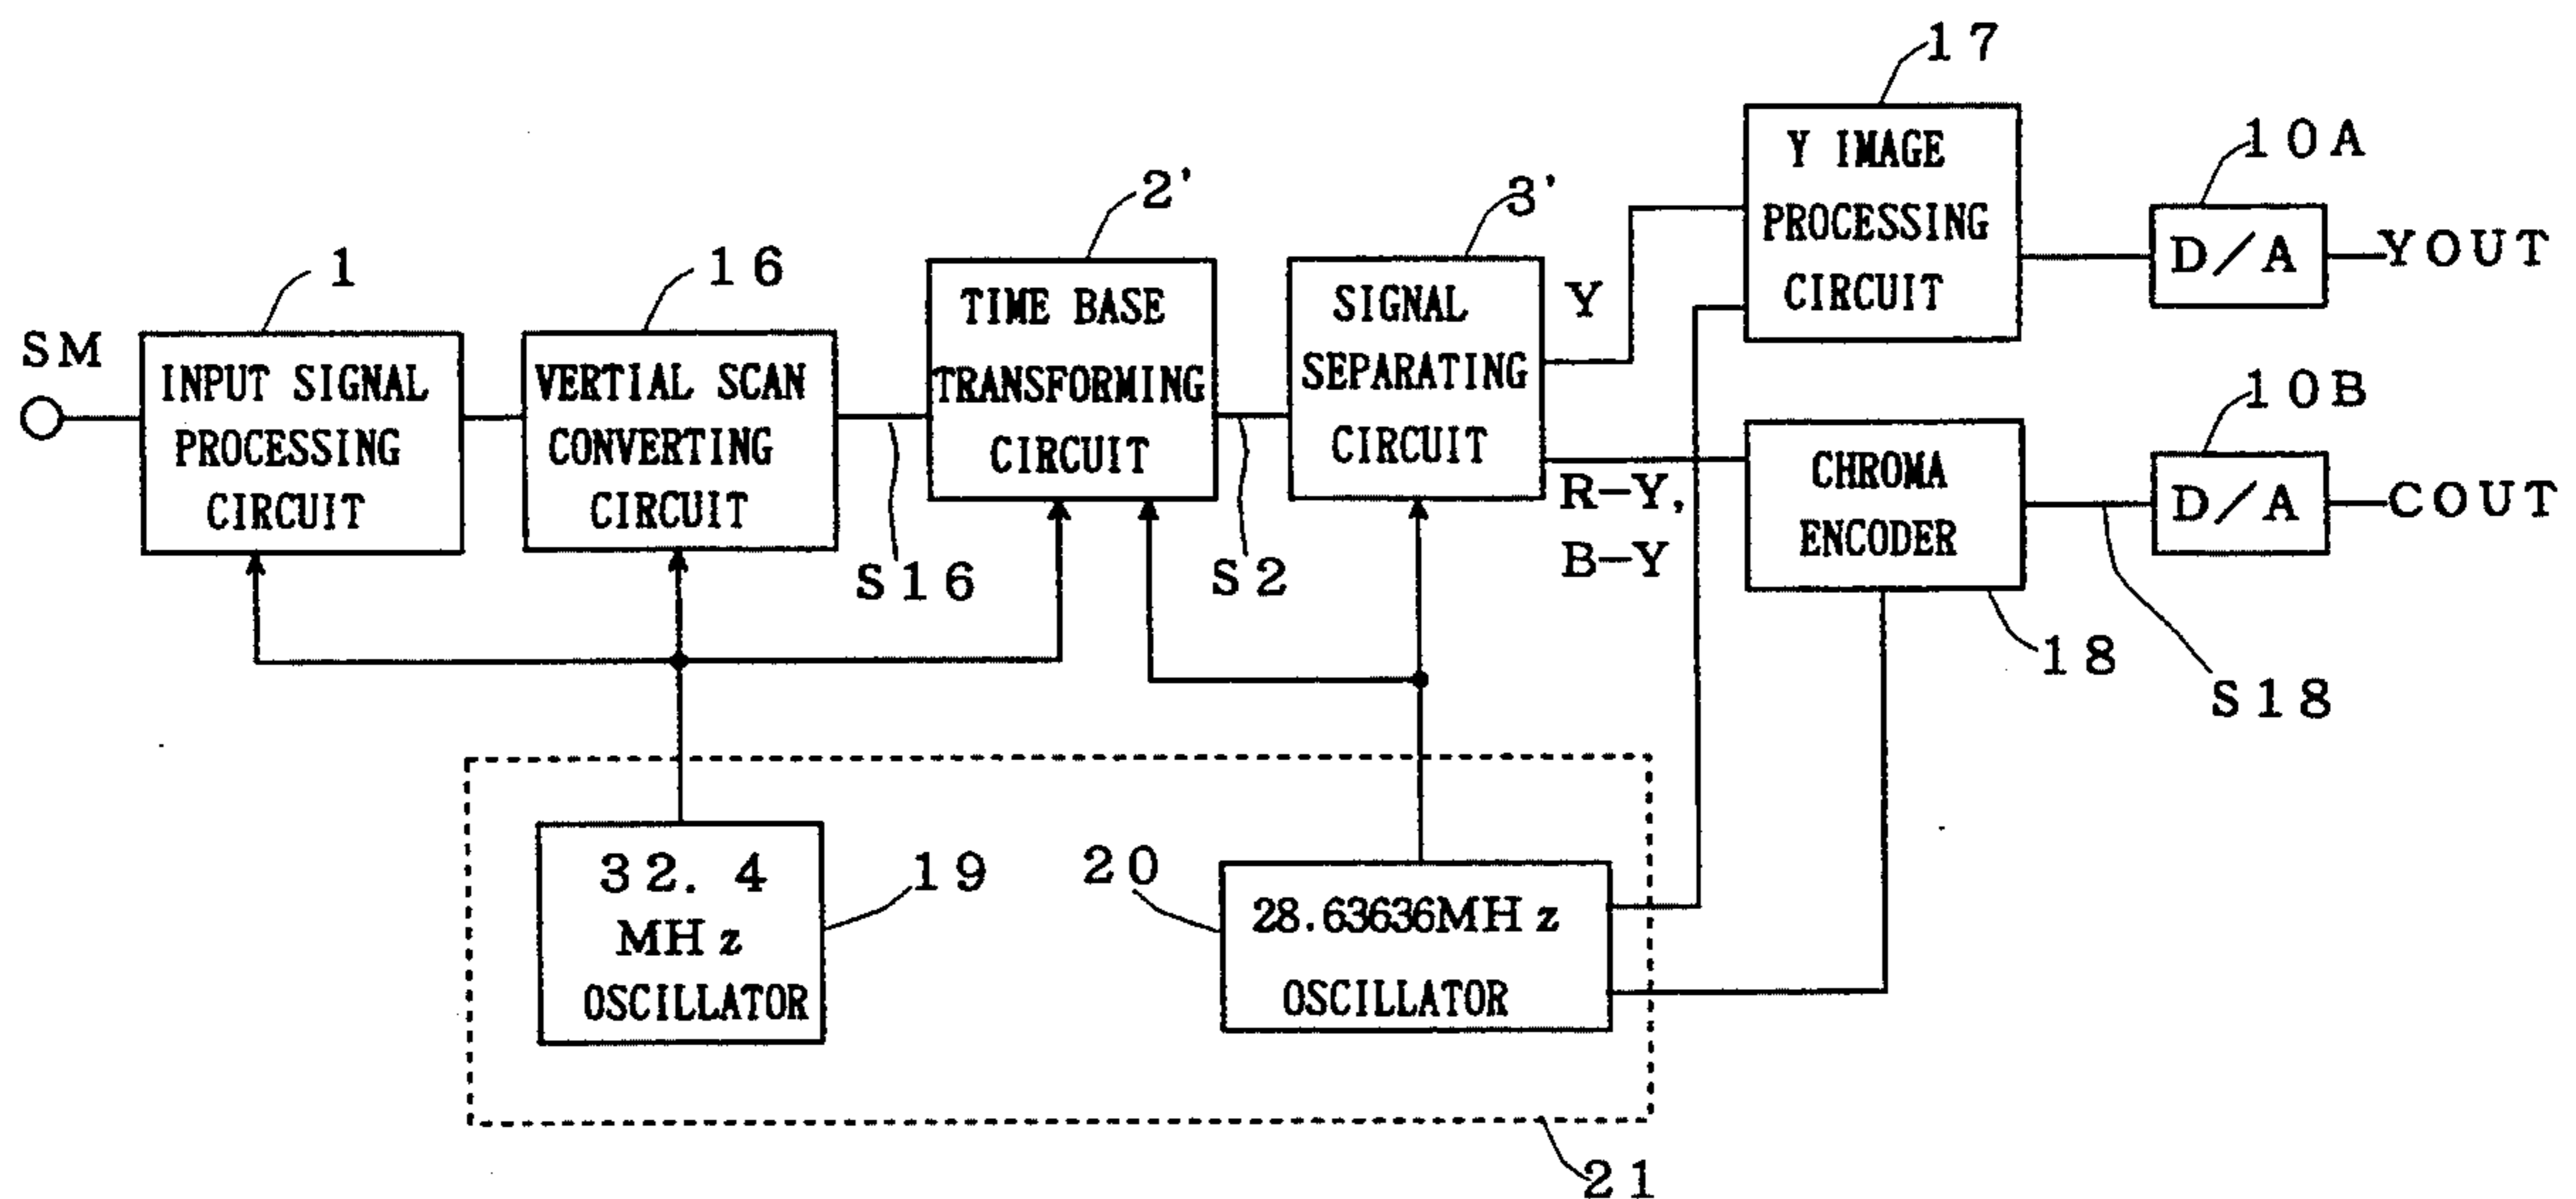 17
10A
Y IMAGE
PROCESSING
CIRCUIT
D/A
YOUT
2'
3'
1
16
SM
INPUT SIGNAL
PROCESSING
CIRCUIT
VERTIAL SCAN
CONVERTING
CIRCUIT
TIME BASE
TRANSFORMING
CIRCUIT
SIGNAL
SEPARATING
CIRCUIT
Y
R-Y,
B-Y
S16
S2
10B
CHROMA
ENCODER
D/A
COUT
18
S18
32.4
MHz
OSCILLATOR
19
20
28.63636MHz
OSCILLATOR
21